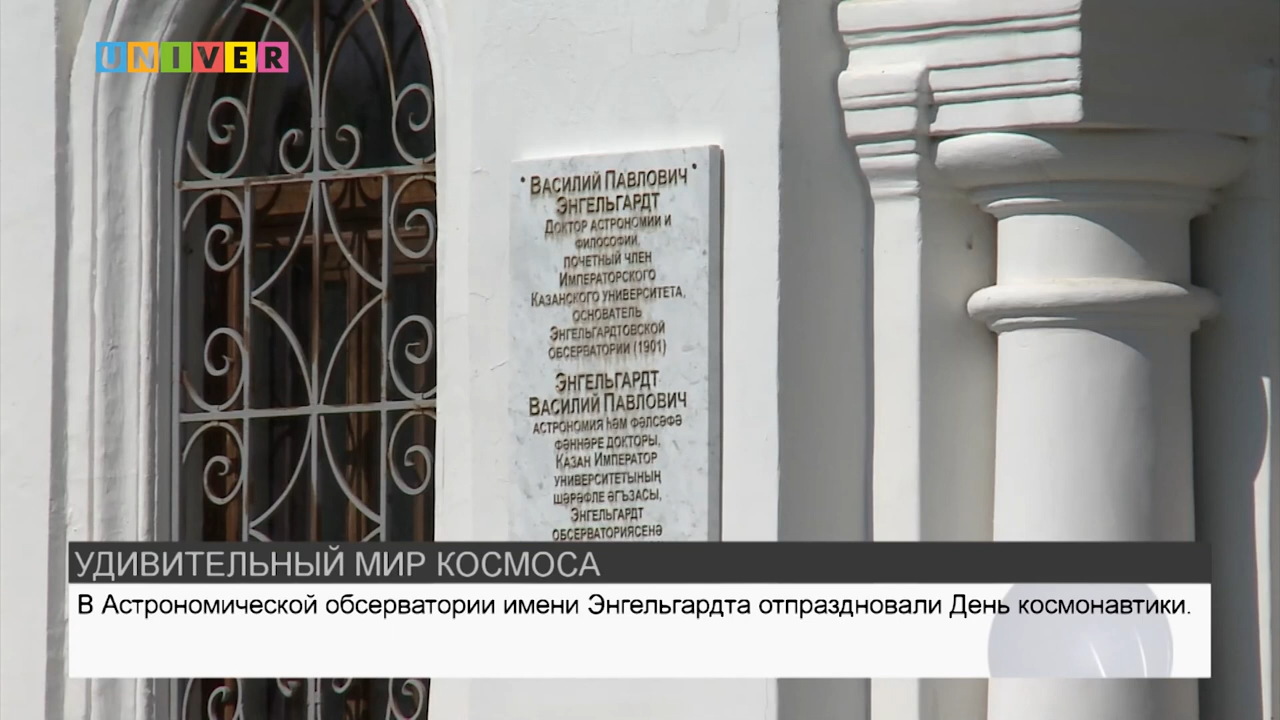 UNIVER
ВАСИЛИЙ ПАВЛОВИЧ
ЭНГЕЛЬГАРДТ
ДОКТОР АСТРОНОМИИ И
ФИЛОСОФИИ,
ПОЧЕТНЫЙ ЧЛЕН
ИМПЕРАТОРСКОГО
КАЗАНСКОГО УНИВЕРСИТЕТА,
ОСНОВАТЕЛЬ
ЭНГЕЛЬГАРДТОВСКОЙ
ОБСЕРВАТОРИИ (1901)
ЭНГЕЛЬГАРДТ
ВАСИЛИЙ ПАВЛОВИЧ
АСТРОНОМИЯ ҺӘМ ФӘЛСӘФӘ
ФӘННӘРЕ ДОКТОРЫ,
КАЗАН ИМПЕРАТОР
УНИВЕРСИТЕТЫНЫҢ
ШӘРӘФЛЕ ӘГЪЗАСЫ,
ЭНГЕЛЬГАРДТ
ОБСЕРВАТОРИЯСЕНӘ
УДИВИТЕЛЬНЫЙ МИР КОСМОСА
В Астрономической обсерватории имени Энгельгардта отпраздновали День космонавтики.